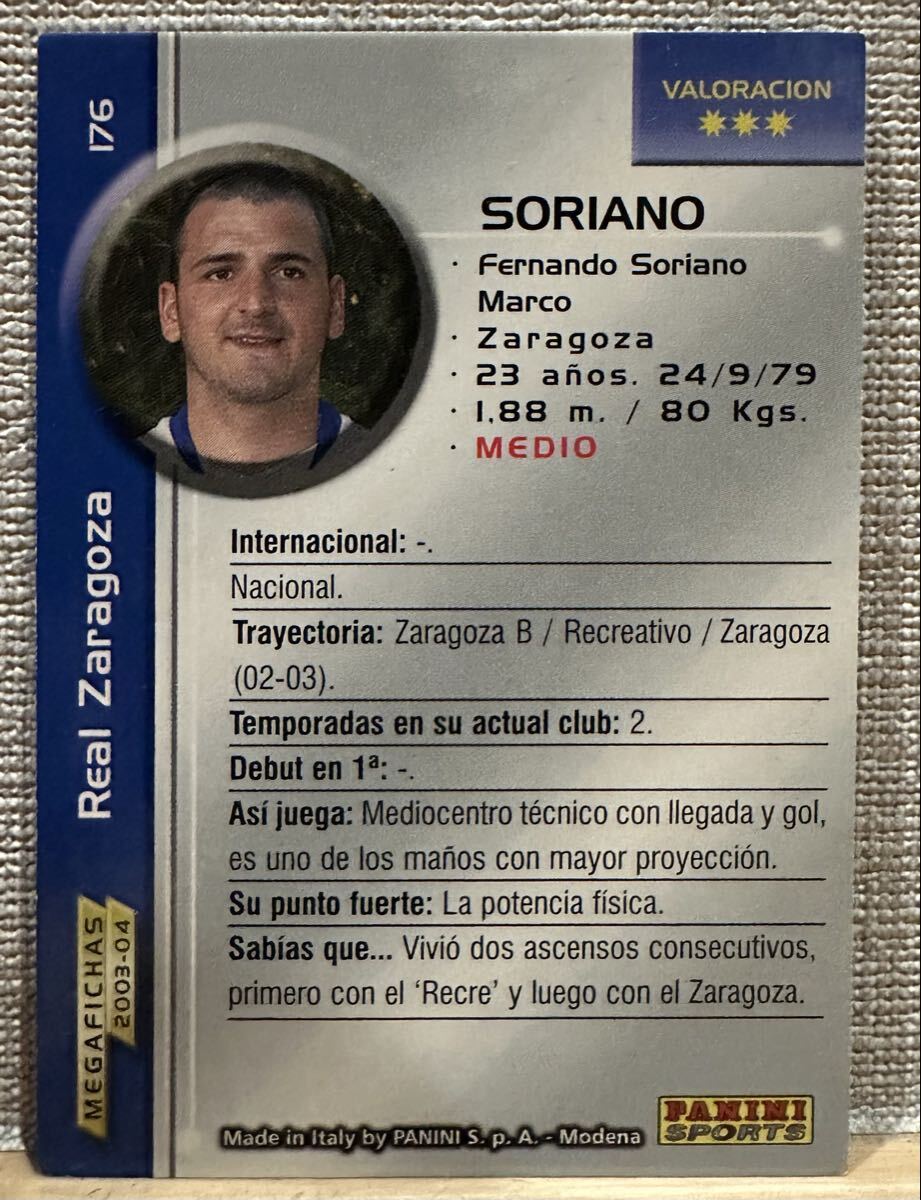 176
Real Zaragoza
MEGAFICHAS
2003-04
VALORACION
SORIANO
· Fernando Soriano
Marco
· Zaragoza
· 23 años. 24/9/79
· 1,88 m. / 80 Kgs.
· MEDIO
Internacional: -.
Nacional.
Trayectoria: Zaragoza B / Recreativo / Zaragoza
(02-03).
Temporadas en su actual club: 2.
Debut en 1ª: -.
Así juega: Mediocentro técnico con llegada y gol,
es uno de los maños con mayor proyección.
Su punto fuerte: La potencia física.
Sabías que... Vivió dos ascensos consecutivos,
primero con el ‘Recre’ y luego con el Zaragoza.
Made in Italy by PANINI S. p. A. - Modena
PANINI
SPORTS